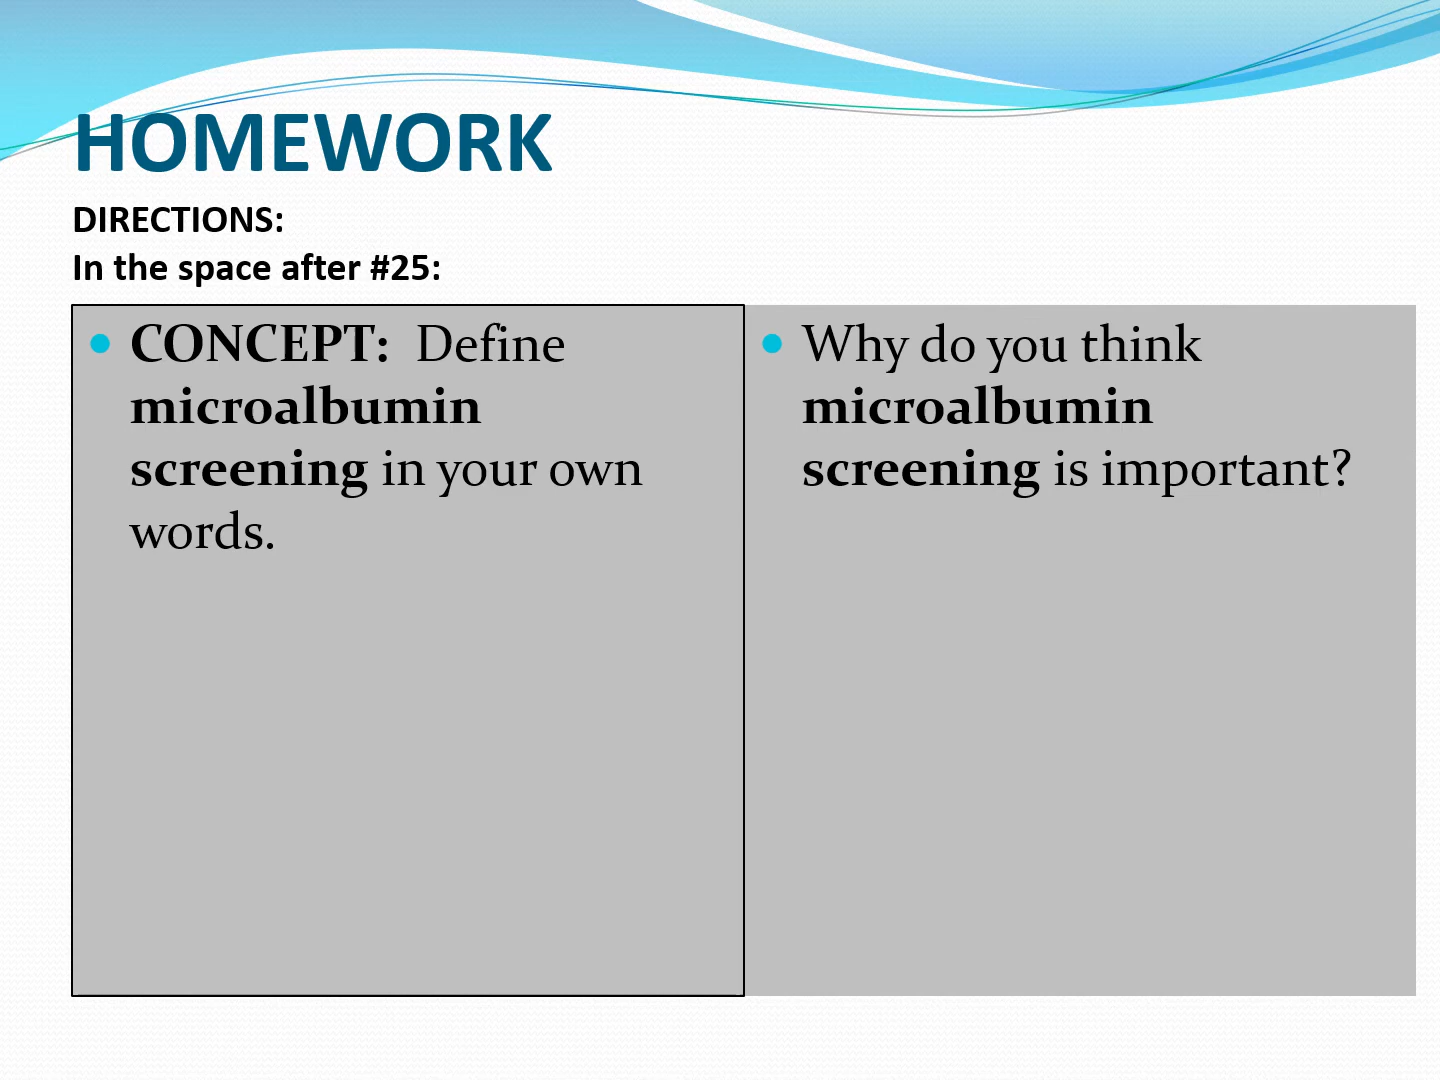 HOMEWORK
DIRECTIONS:
In the space after #25:
• CONCEPT:  Define
microalbumin
screening in your own
words.
• Why do you think
microalbumin
screening is important?